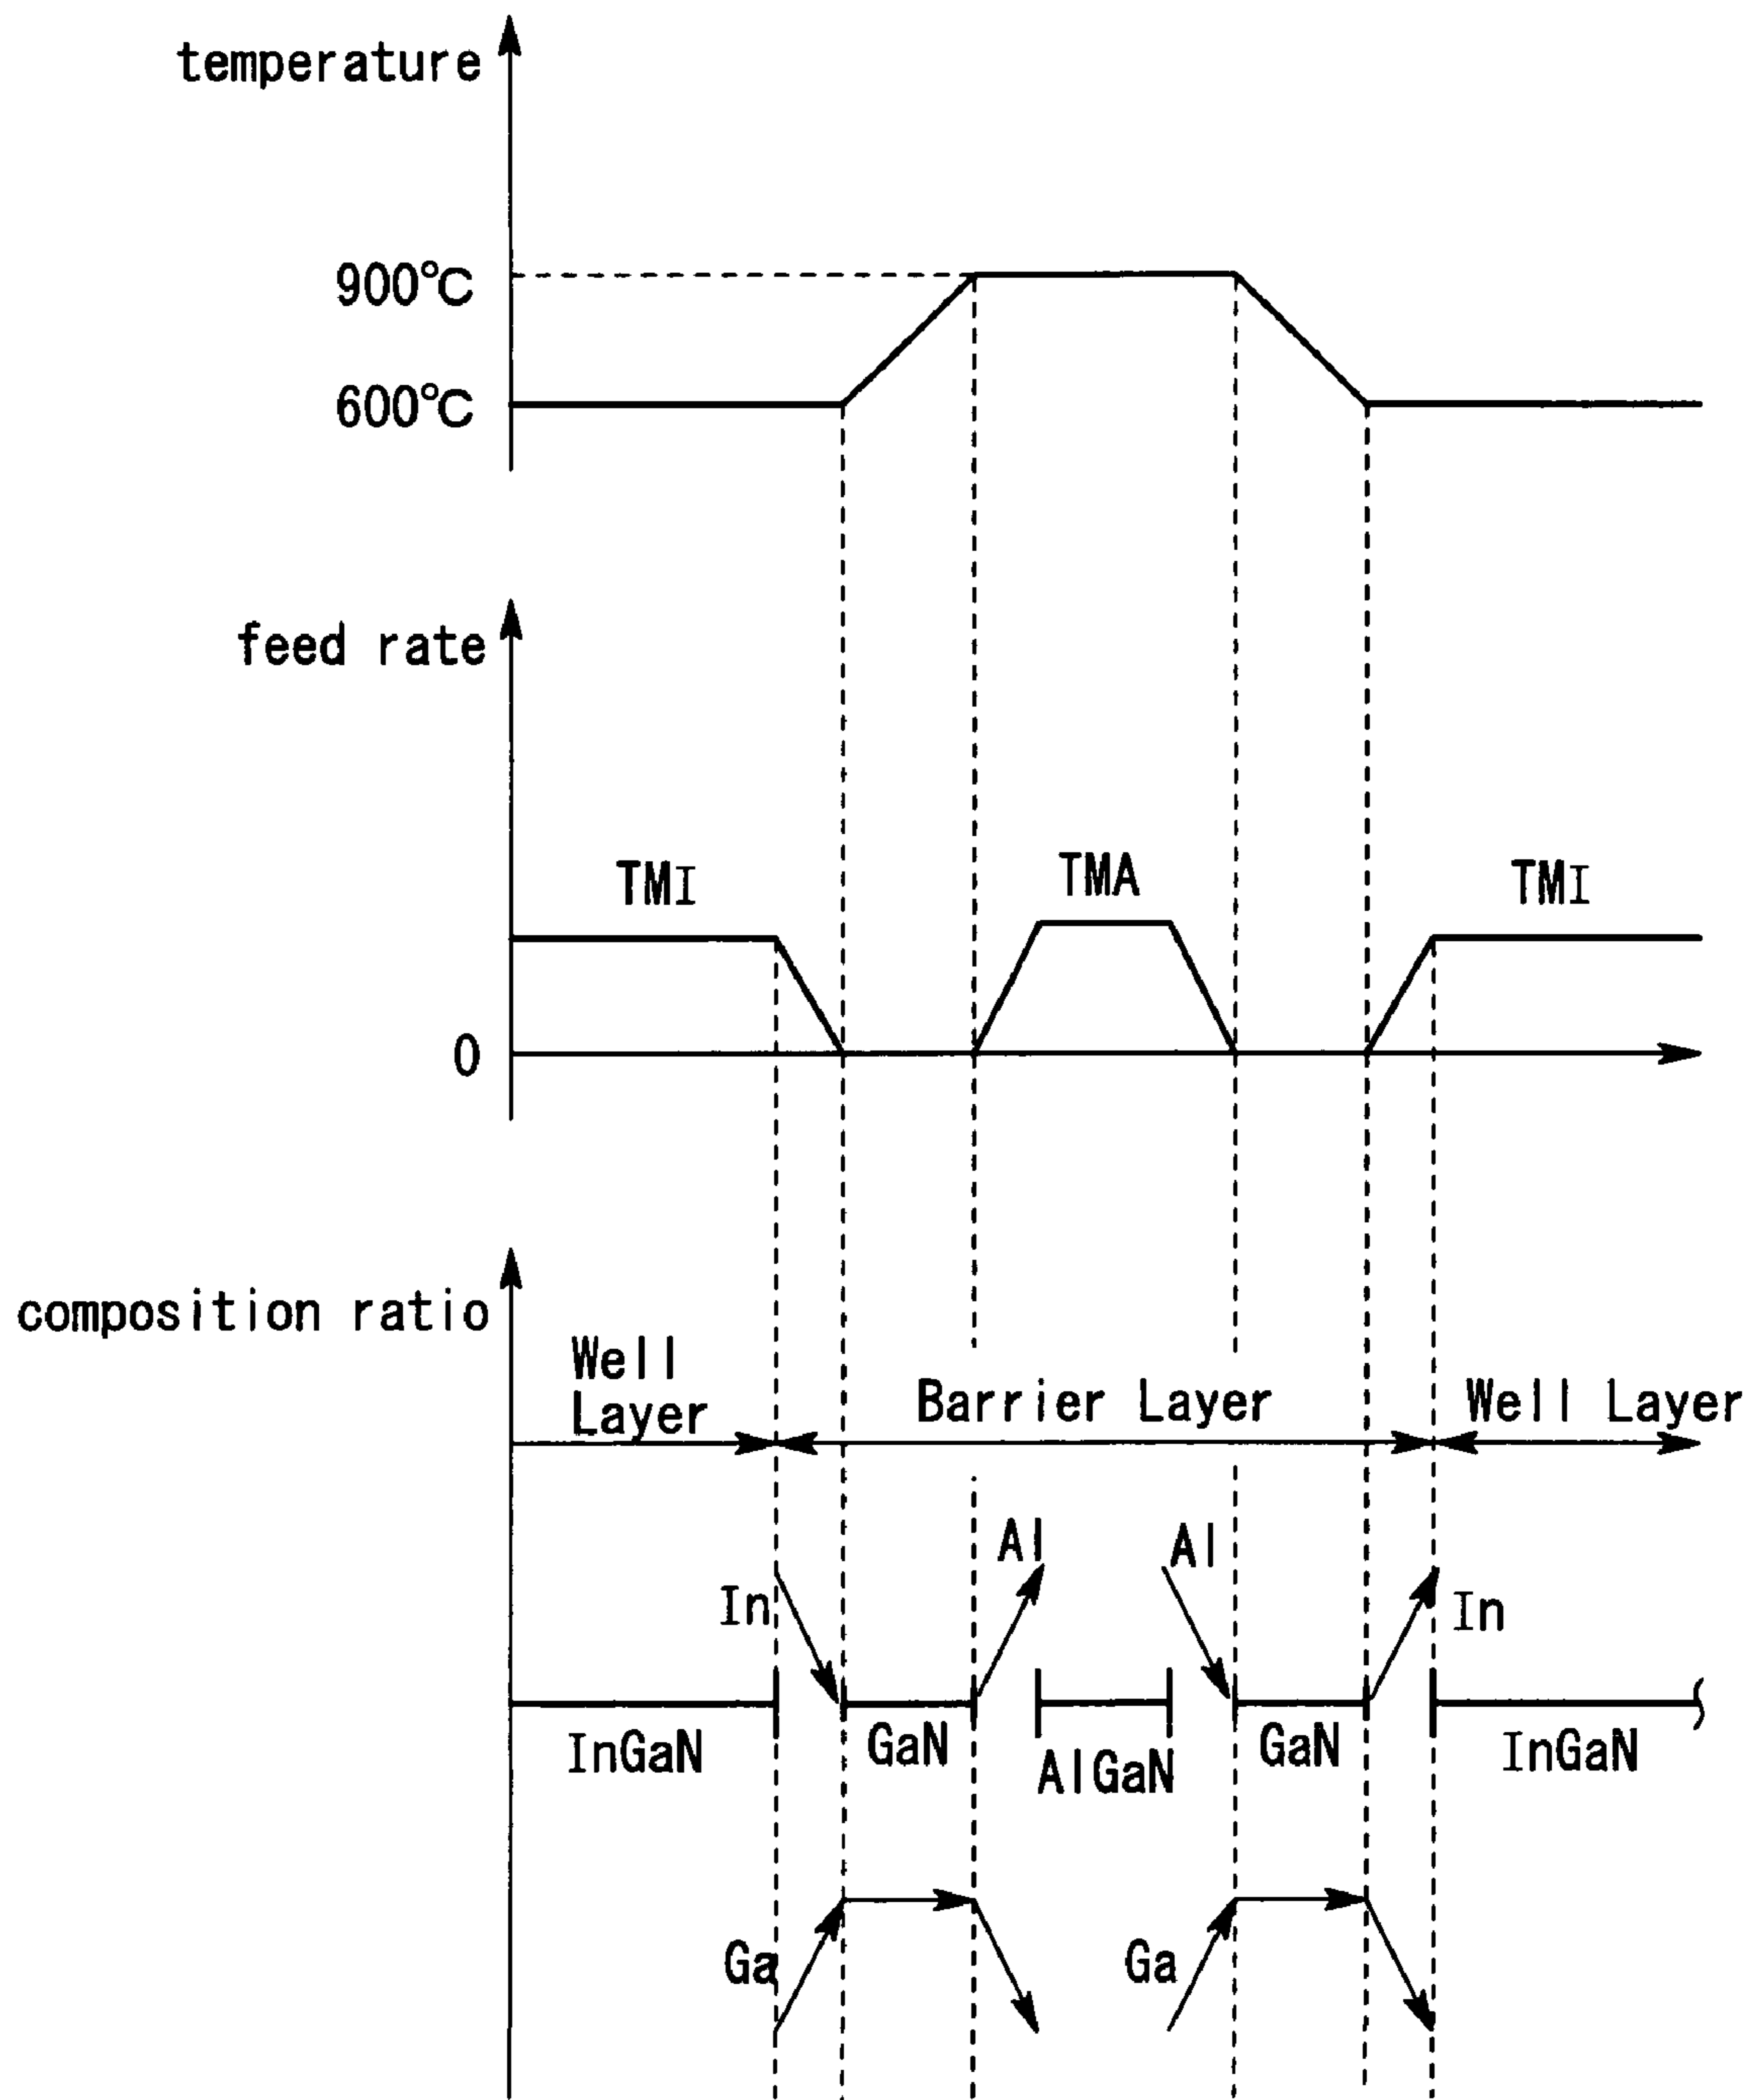 temperature
900℃
600℃
feed rate
TMI
TMA
TMI
0
composition ratio
Well
Layer
Barrier Layer
Well Layer
Al
Al
In
In
InGaN
GaN
AlGaN
GaN
InGaN
Ga
Ga